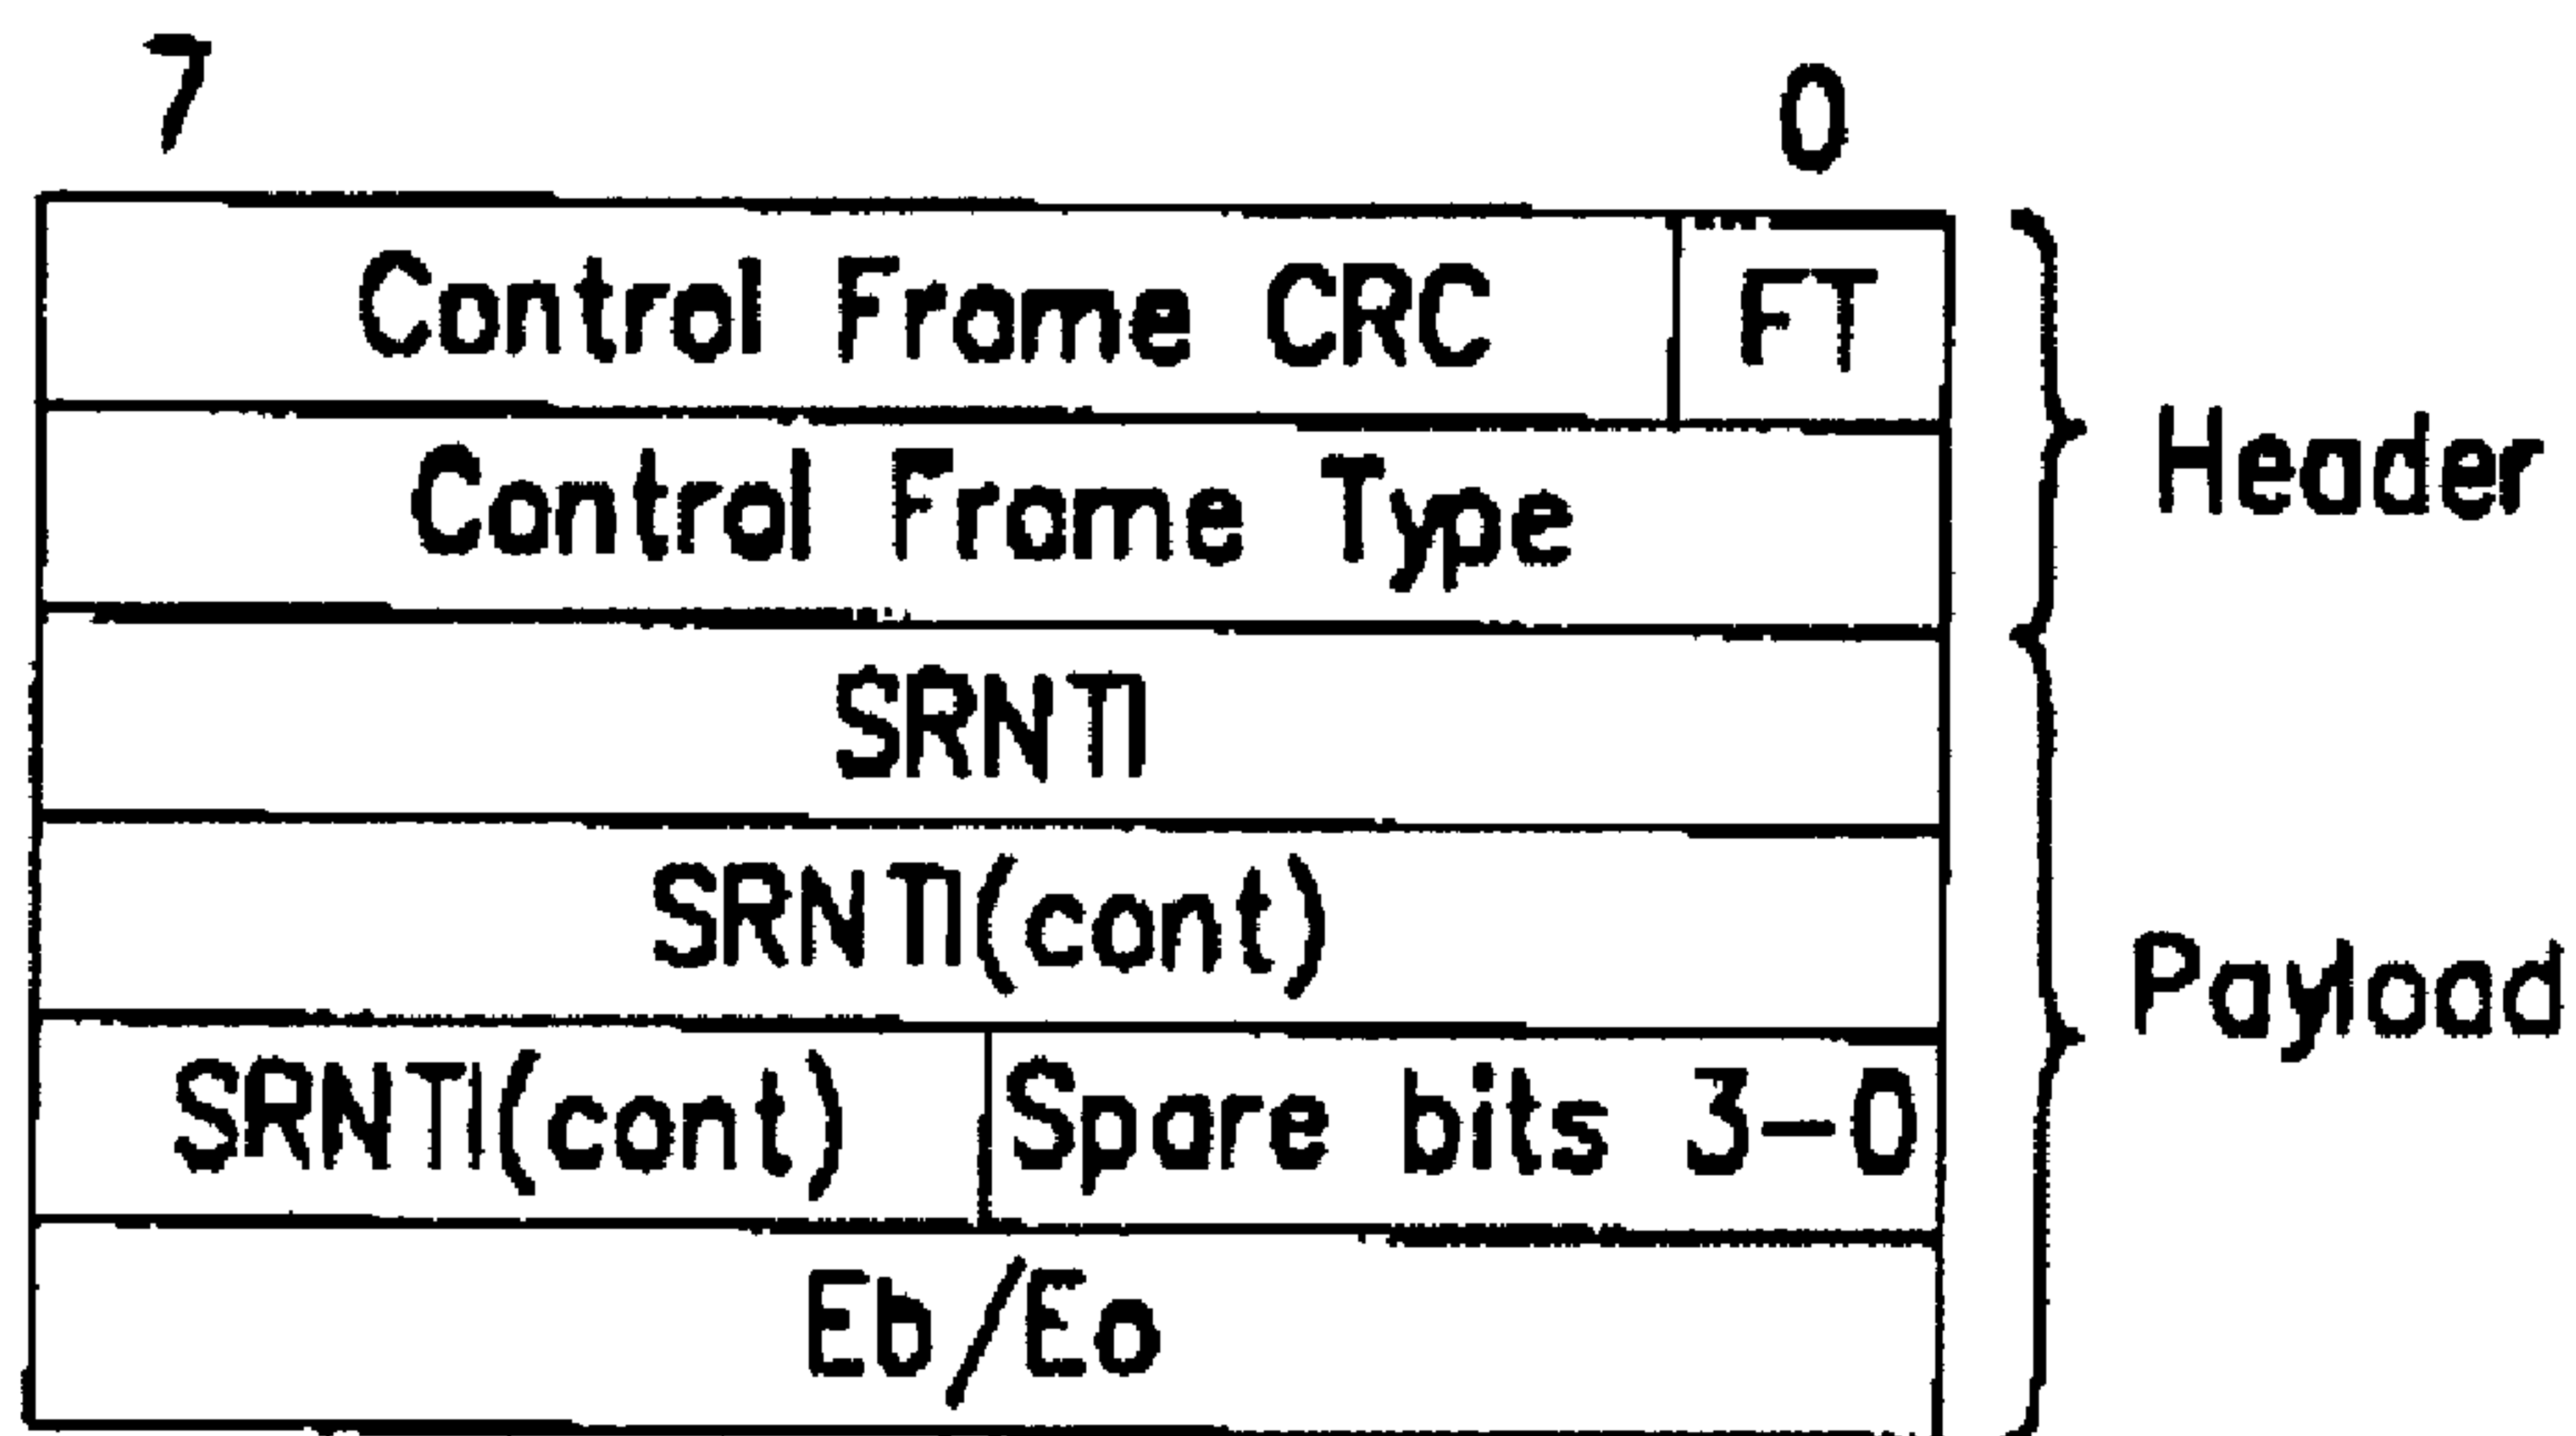 7 0
Control Frame CRC FT
Control Frame Type
Header
SRNTI
SRNTI(cont)
Payload
SRNTI(cont) Spare bits 3-0
Eb/Eo